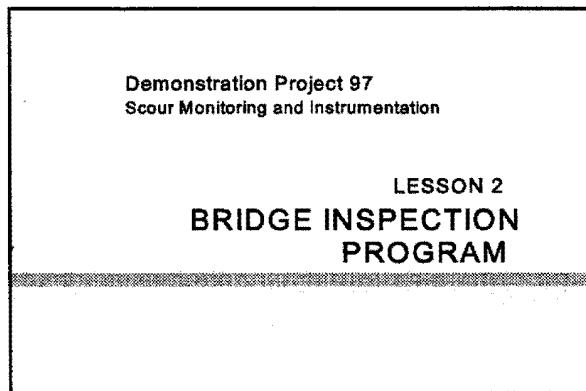 Demonstration Project 97
Scour Monitoring and Instrumentation
LESSON 2
BRIDGE INSPECTION
PROGRAM